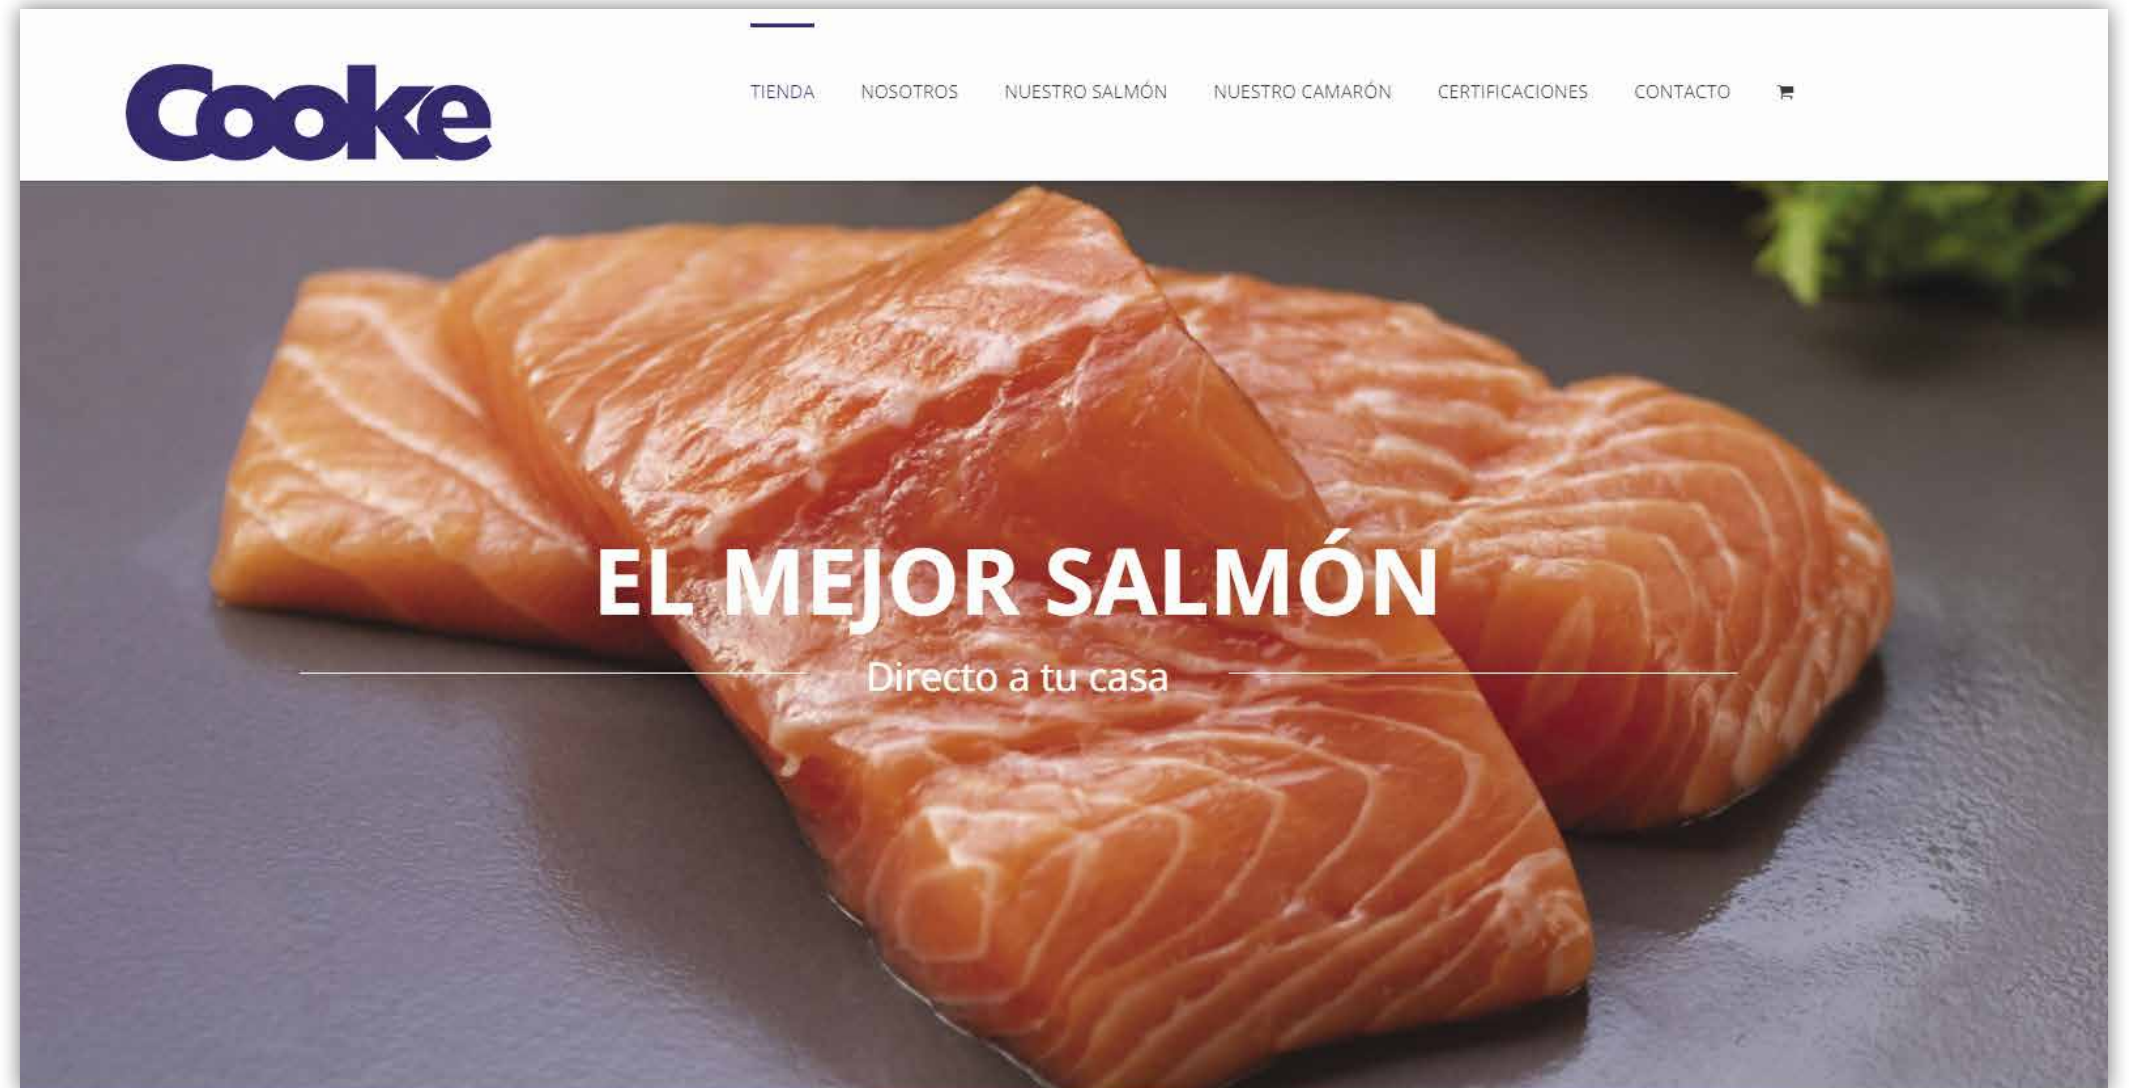 Cooke
TIENDA NOSOTROS NUESTRO SALMÓN NUESTRO CAMARÓN CERTIFICACIONES CONTACTO
EL MEJOR SALMÓN
Directo a tu casa